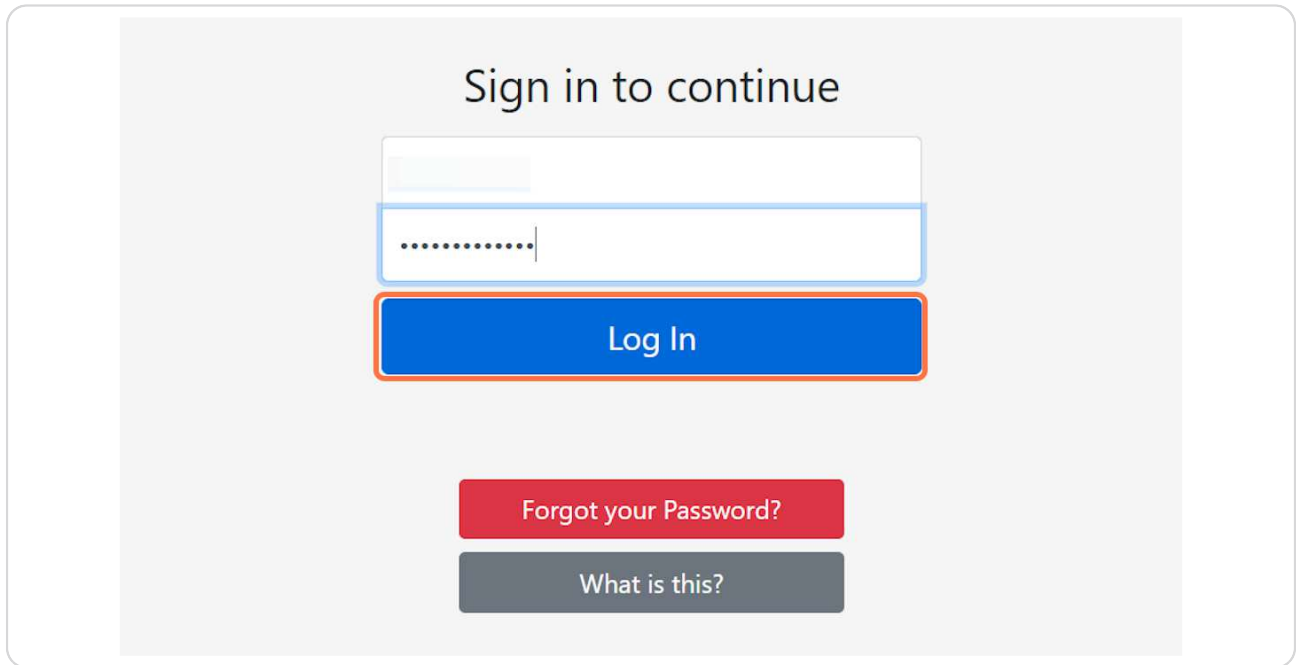 Sign in to continue
•••••••••••••
Log In
Forgot your Password?
What is this?